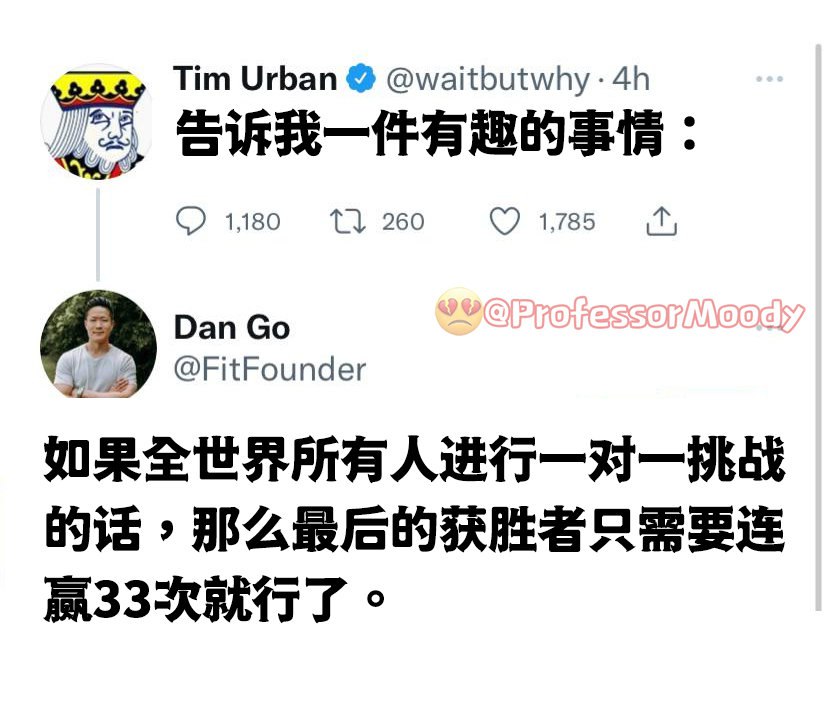 Tim Urban @waitbutwhy · 4h
告诉我一件有趣的事情：
1,180 260 1,785
@ProfessorMoody
Dan Go
@FitFounder
如果全世界所有人进行一对一挑战
的话，那么最后的获胜者只需要连
赢33次就行了。